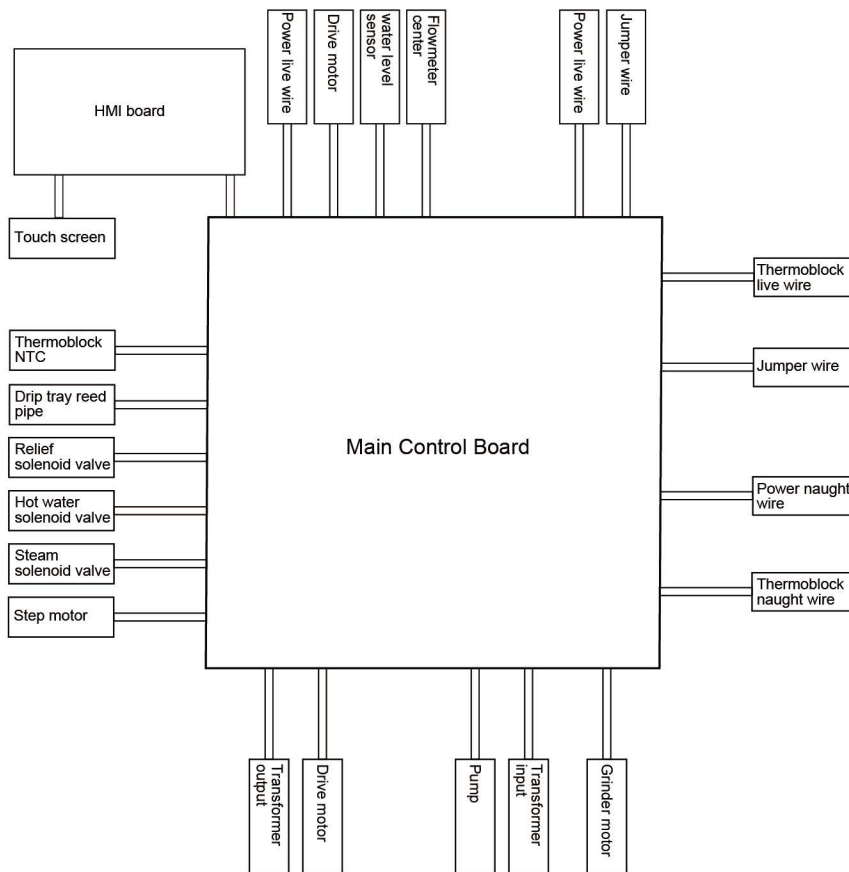 Power live wire
Drive motor
water level
sensor
Flowmeter
center
Power live wire
Jumper wire
HMI board
Touch screen
Thermoblock
live wire
Thermoblock
NTC
Jumper wire
Drip tray reed
pipe
Main Control Board
Relief
solenoid valve
Hot water
solenoid valve
Power naught
wire
Steam
solenoid valve
Thermoblock
naught wire
Step motor
Transformer
output
Drive motor
Pump
Transformer
input
Grinder motor